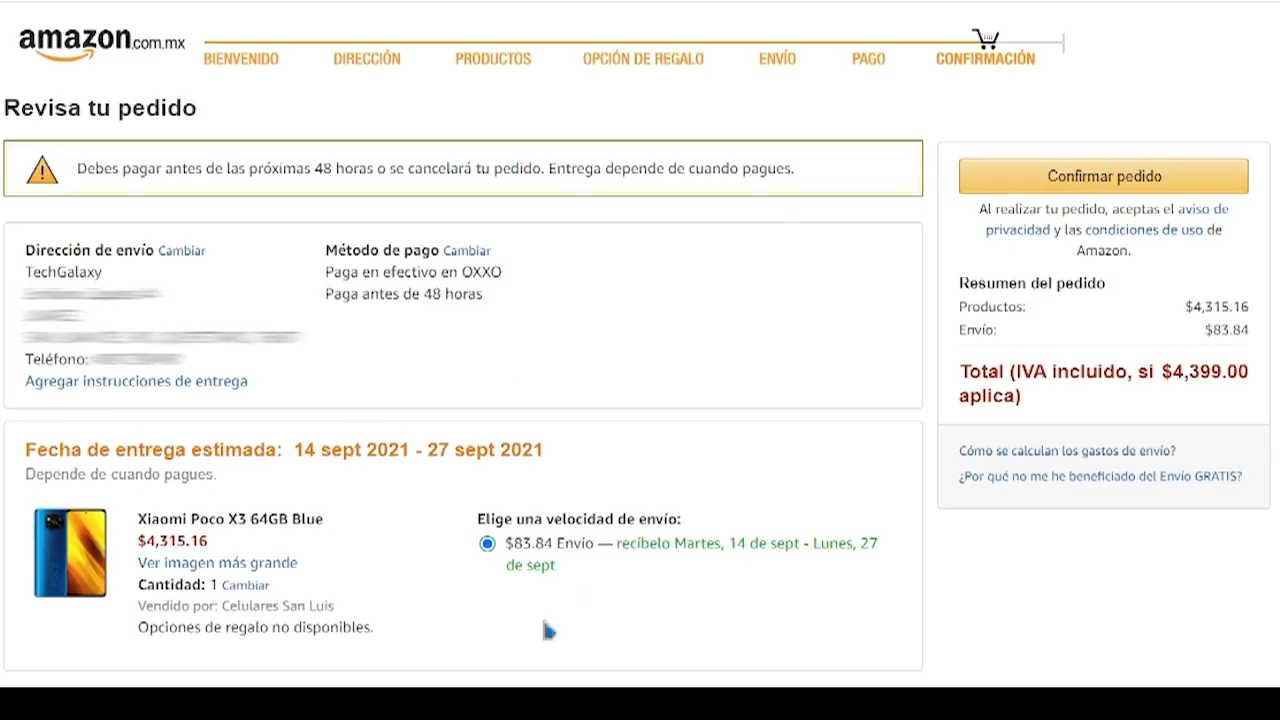 amazon.com.mx
BIENVENIDO DIRECCIÓN PRODUCTOS OPCIÓN DE REGALO ENVÍO PAGO CONFIRMACIÓN
Revisa tu pedido
Debes pagar antes de las próximas 48 horas o se cancelará tu pedido. Entrega depende de cuando pagues.
Dirección de envío Cambiar
TechGalaxy
Teléfono:
Agregar instrucciones de entrega
Método de pago Cambiar
Paga en efectivo en OXXO
Paga antes de 48 horas
Fecha de entrega estimada: 14 sept 2021 - 27 sept 2021
Depende de cuando pagues.
Xiaomi Poco X3 64GB Blue
$4,315.16
Ver imagen más grande
Cantidad: 1 Cambiar
Vendido por: Celulares San Luis
Opciones de regalo no disponibles.
Elige una velocidad de envío:
$83.84 Envío — recíbelo Martes, 14 de sept - Lunes, 27
de sept
Confirmar pedido
Al realizar tu pedido, aceptas el aviso de
privacidad y las condiciones de uso de
Amazon.
Resumen del pedido
Productos: $4,315.16
Envío: $83.84
Total (IVA incluido, si $4,399.00
aplica)
Cómo se calculan los gastos de envío?
¿Por qué no me he beneficiado del Envío GRATIS?